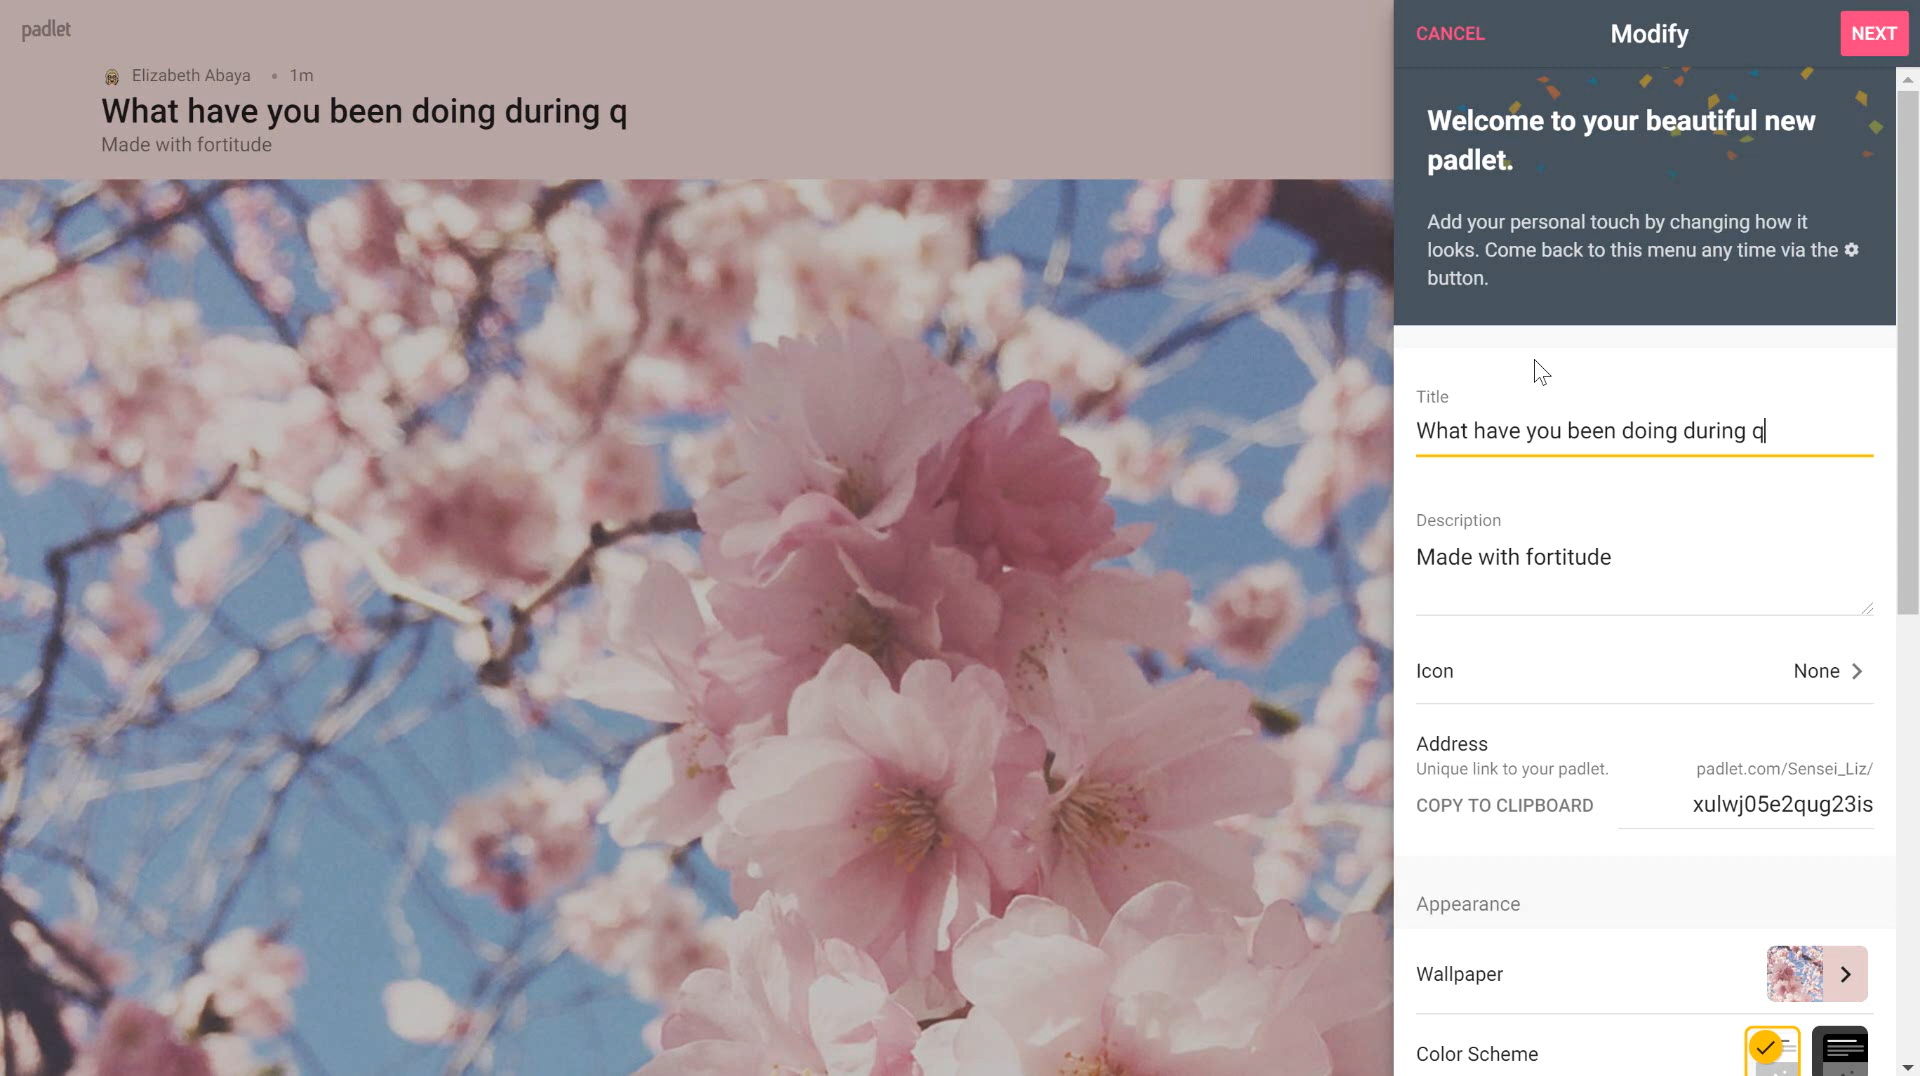 padlet
Elizabeth Abaya • 1m
What have you been doing during q
Made with fortitude
CANCEL
Modify
NEXT
Welcome to your beautiful new
padlet.
Add your personal touch by changing how it
looks. Come back to this menu any time via the
button.
Title
What have you been doing during q
Description
Made with fortitude
Icon
None
Address
Unique link to your padlet.
padlet.com/Sensei_Liz/
COPY TO CLIPBOARD
xulwj05e2qug23is
Appearance
Wallpaper
Color Scheme